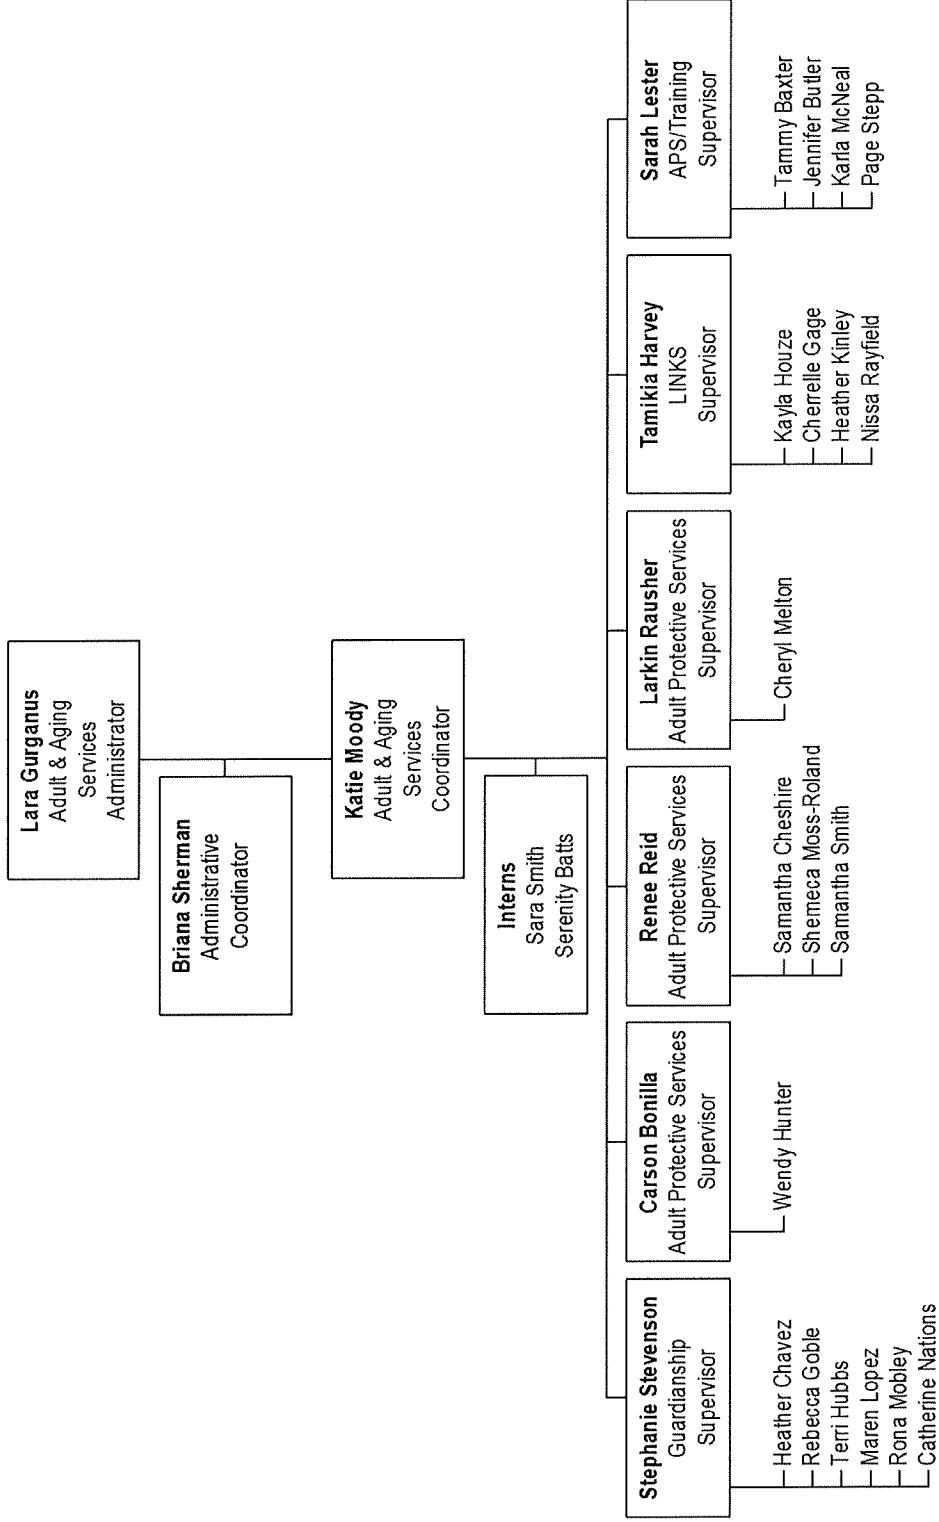 Lara Gurganus
Adult & Aging
Services
Administrator
Briana Sherman
Administrative
Coordinator
Katie Moody
Adult & Aging
Services
Coordinator
Interns
Sara Smith
Serenity Batts
Stephanie Stevenson
Guardianship
Supervisor
Heather Chavez
Rebecca Goble
Terri Hubbs
Maren Lopez
Rona Mobley
Catherine Nations
Carson Bonilla
Adult Protective Services
Supervisor
Wendy Hunter
Renee Reid
Adult Protective Services
Supervisor
Samantha Cheshire
Shemeca Moss-Roland
Samantha Smith
Larkin Rausher
Adult Protective Services
Supervisor
Cheryl Melton
Tamikia Harvey
LINKS
Supervisor
Kayla Houze
Cherrelle Gage
Heather Kinley
Nissa Rayfield
Sarah Lester
APS/Training
Supervisor
Tammy Baxter
Jennifer Butler
Karla McNeal
Page Stepp